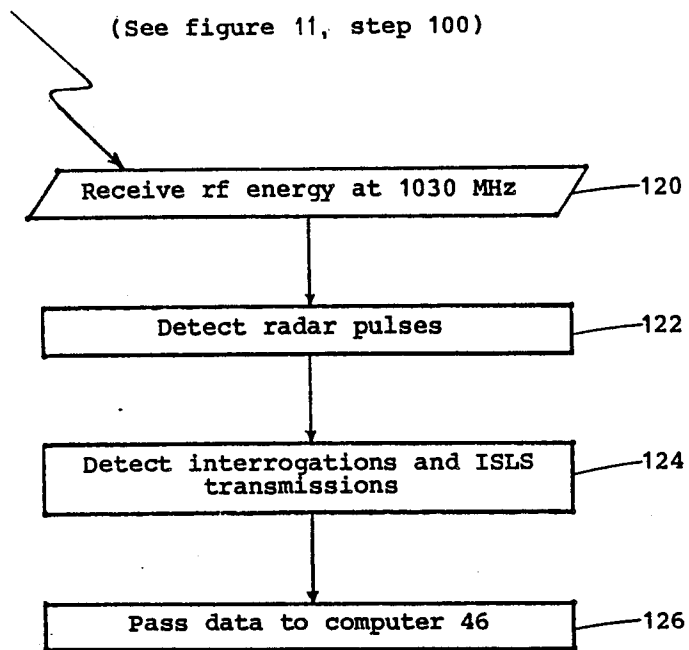 (See figure 11, step 100)
Receive rf energy at 1030 MHz
120
Detect radar pulses
122
Detect interrogations and ISLS
transmissions
124
Pass data to computer 46
126